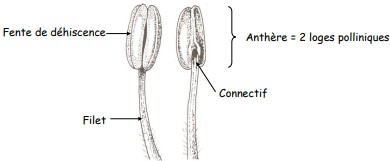 Fente de déhiscence
Anthère = 2 loges polliniques
Connectif
Filet